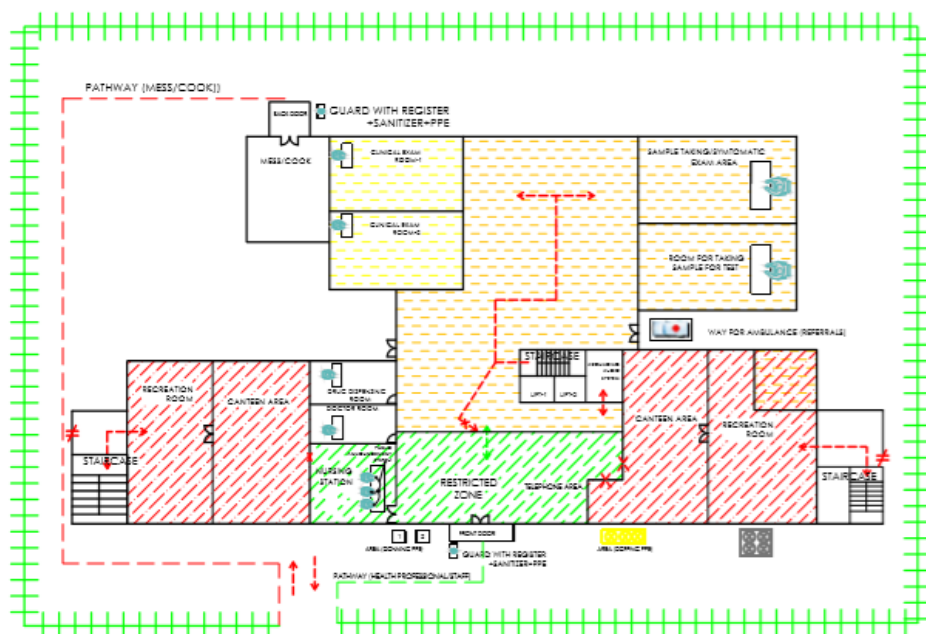 PATHWAY (MESS/COOK))
BACK DOOR
GUARD WITH REGISTER
+SANITIZER+PPE
MESS/COOK
CLINICAL EXAM
ROOM-1
SAMPLE TAKING/SYMTOMATIC
EXAM AREA
CLINICAL EXAM
ROOM-2
ROOM FOR TAKING
SAMPLE FOR TEST
WAY FOR AMBULANCE (REFERRALS)
STAIRCASE
LIFT-1
LIFT-2
RECREATION
ROOM
CANTEEN AREA
DRUG DISPENSING
ROOM
DOCTOR ROOM
CANTEEN AREA
RECREATION
ROOM
STAIRCASE
NURSING
STATION
RESTRICTED
ZONE
TELEPHONE AREA
STAIRCASE
1
2
FRONT DOOR
AREA (DONNING PPE)
GUARD WITH REGISTER
+SANITIZER+PPE
AREA (DOFFING PPE)
PATHWAY (HEALTH PROFESSIONAL/STAFF)